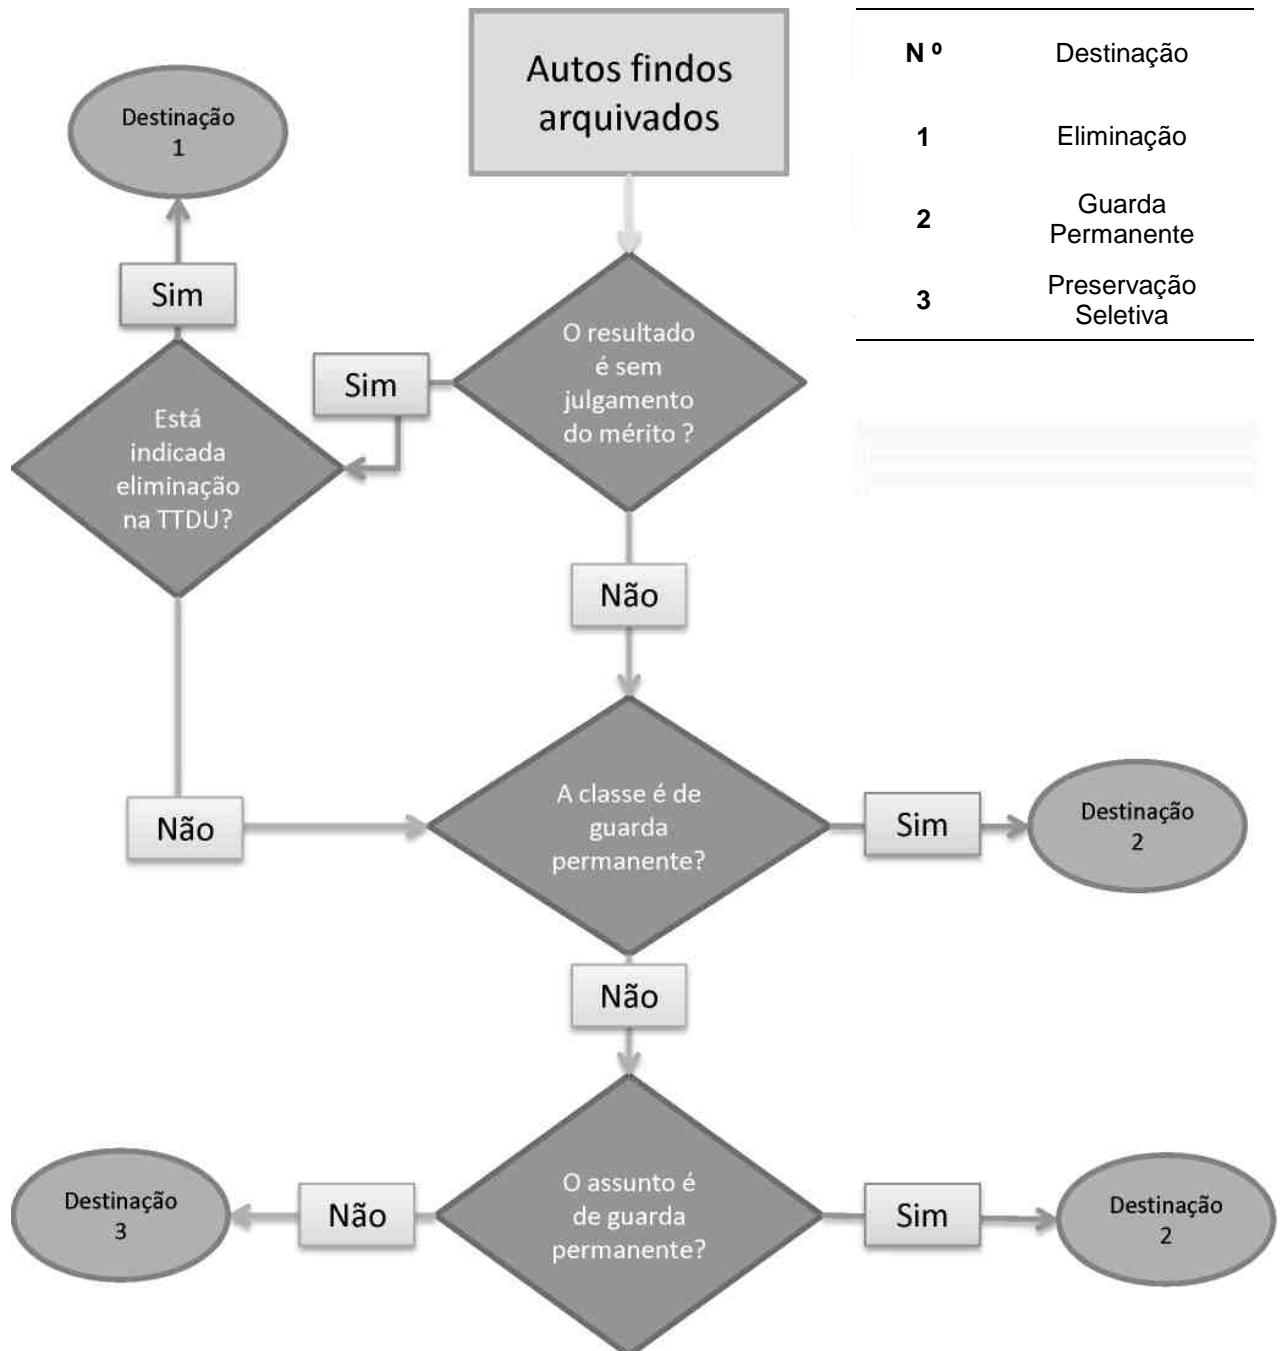 Autos findos
arquivados
N º Destinação
1 Eliminação
2 Guarda
Permanente
3 Preservação
Seletiva
Destinação
1
Sim
O resultado
é sem
julgamento
do mérito ?
Sim
Está
indicada
eliminação
na TTDU?
Não
Não
A classe é de
guarda
permanente?
Sim
Destinação
2
Não
O assunto é
de guarda
permanente?
Não
Destinação
3
Sim
Destinação
2